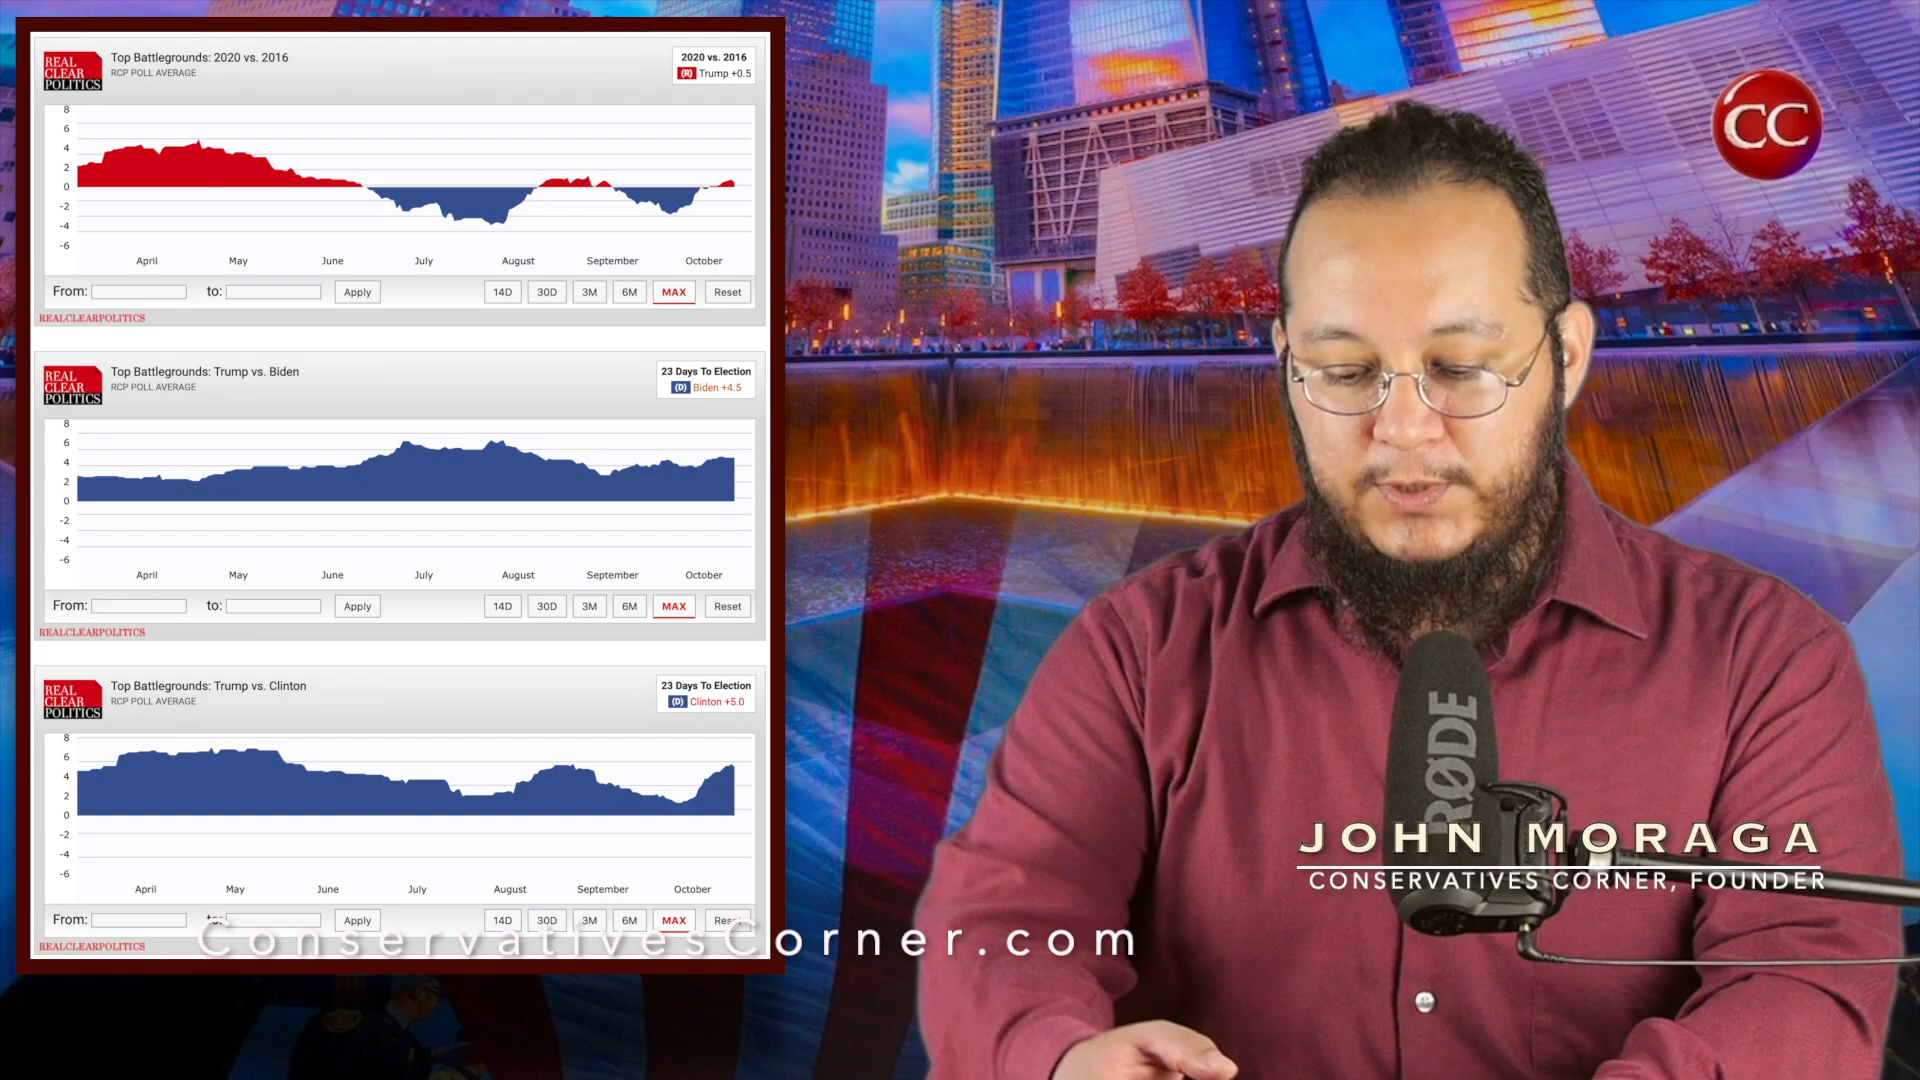 REAL
CLEAR
POLITICS
Top Battlegrounds: 2020 vs. 2016
RCP POLL AVERAGE
2020 vs. 2016
(R) Trump +0.5
8
6
4
2
0
-2
-4
-6
April May June July August September October
From: to: Apply 14D 30D 3M 6M MAX Reset
REALCLEARPOLITICS
REAL
CLEAR
POLITICS
Top Battlegrounds: Trump vs. Biden
RCP POLL AVERAGE
23 Days To Election
(D) Biden +4.5
8
6
4
2
0
-2
-4
-6
April May June July August September October
From: to: Apply 14D 30D 3M 6M MAX Reset
REALCLEARPOLITICS
REAL
CLEAR
POLITICS
Top Battlegrounds: Trump vs. Clinton
RCP POLL AVERAGE
23 Days To Election
(D) Clinton +5.0
8
6
4
2
0
-2
-4
-6
April May June July August September October
From: to: Apply 14D 30D 3M 6M MAX Reset
REALCLEARPOLITICS
ConservativesCorner.com
CC
RØDE
JOHN MORAGA
CONSERVATIVES CORNER, FOUNDER